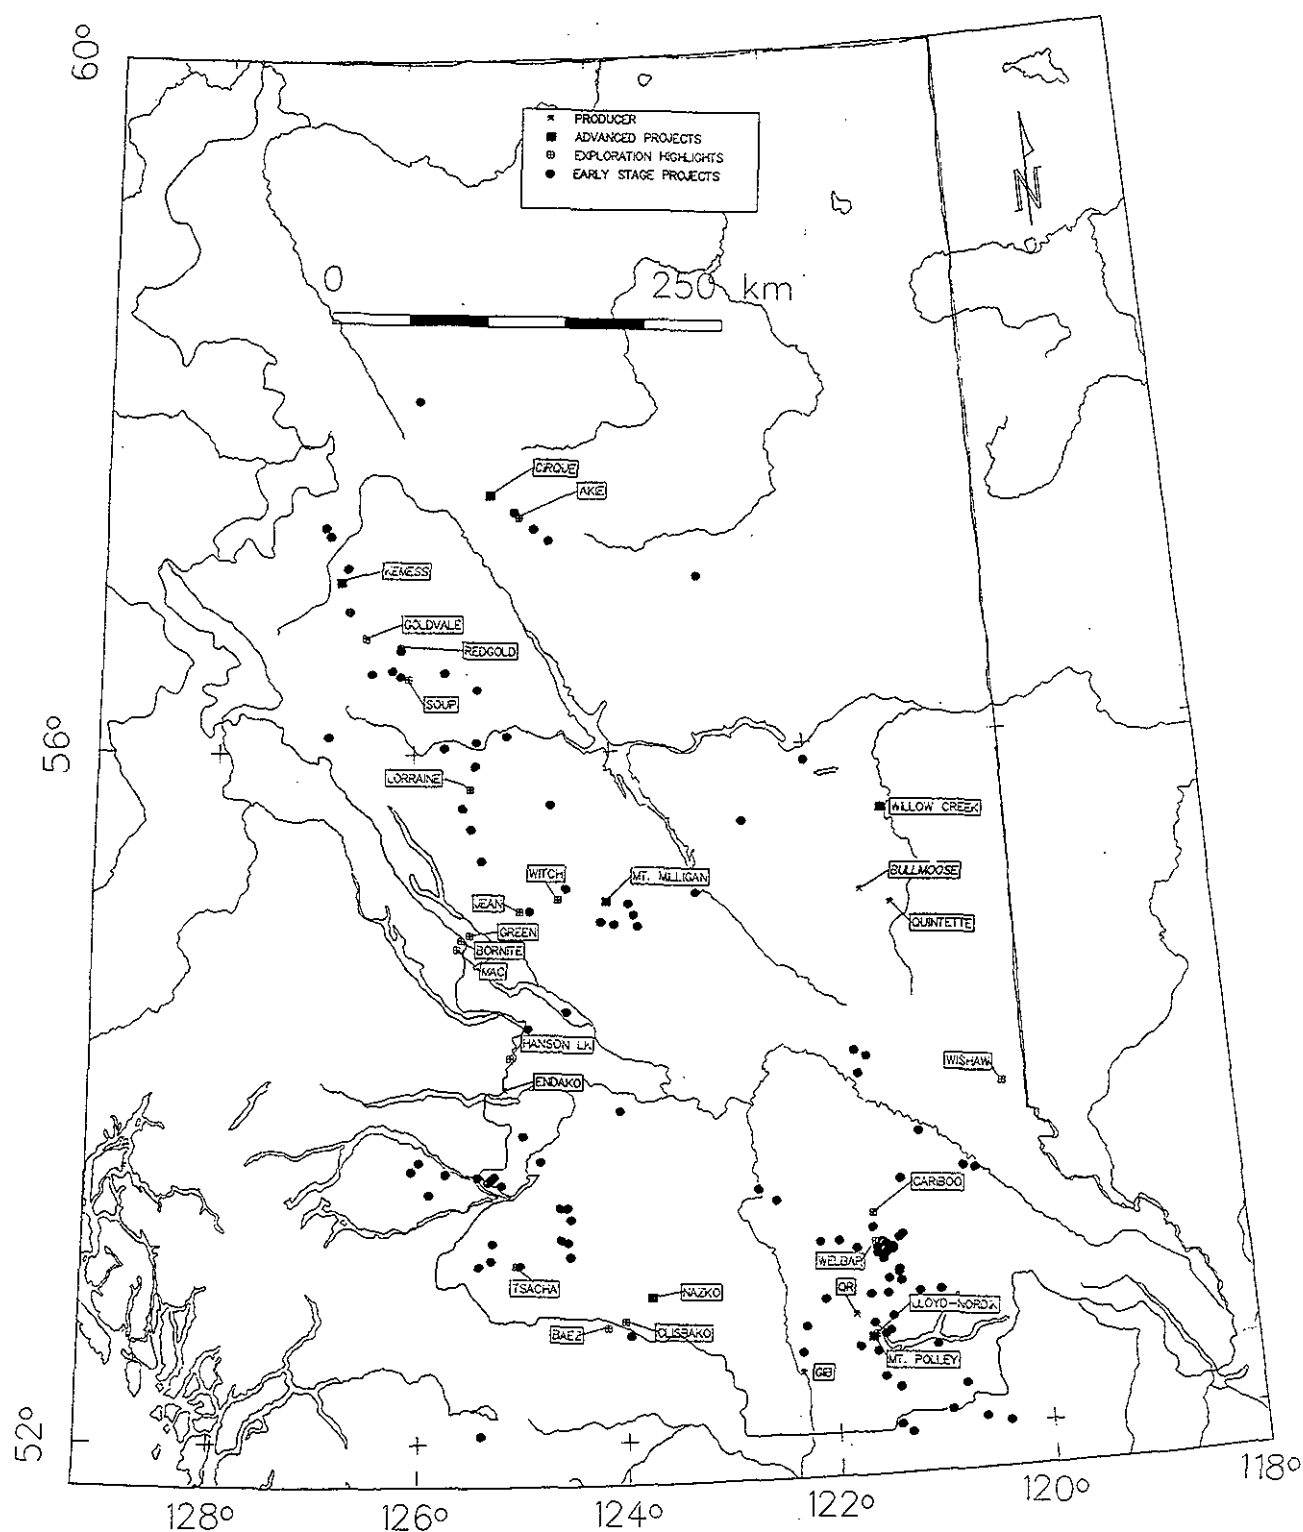 60°
PRODUCER
ADVANCED PROJECTS
EXPLORATION HIGHLIGHTS
EARLY STAGE PROJECTS
N
0
250 km
CIRQUE
AKIE
KEMESS
GOLDVALE
REDGOLD
SOUP
56°
LORRAINE
WILLOW CREEK
BULLMOOSE
WITCH
MT. MILLIGAN
JEAN
QUINTETTE
GREEN
BORNITE
MAC
HANSON LK
WISHAW
ENDAKO
CARIBOO
WELBAR
TSACHA
QR
NAZKO
LLOYD-NORDIK
BAEZ
CLISBAKO
MT. POLLEY
GIB
52°
128°
126°
124°
122°
120°
118°